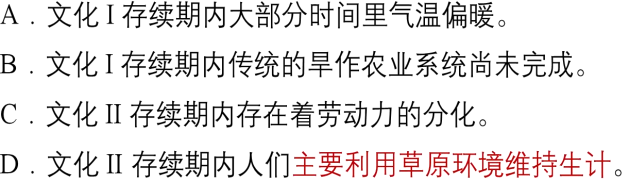 A．文化 I 存续期内大部分时间里气温偏暖。
B．文化 I 存续期内传统的旱作农业系统尚未完成。
C．文化 II 存续期内存在着劳动力的分化。
D．文化 II 存续期内人们主要利用草原环境维持生计。